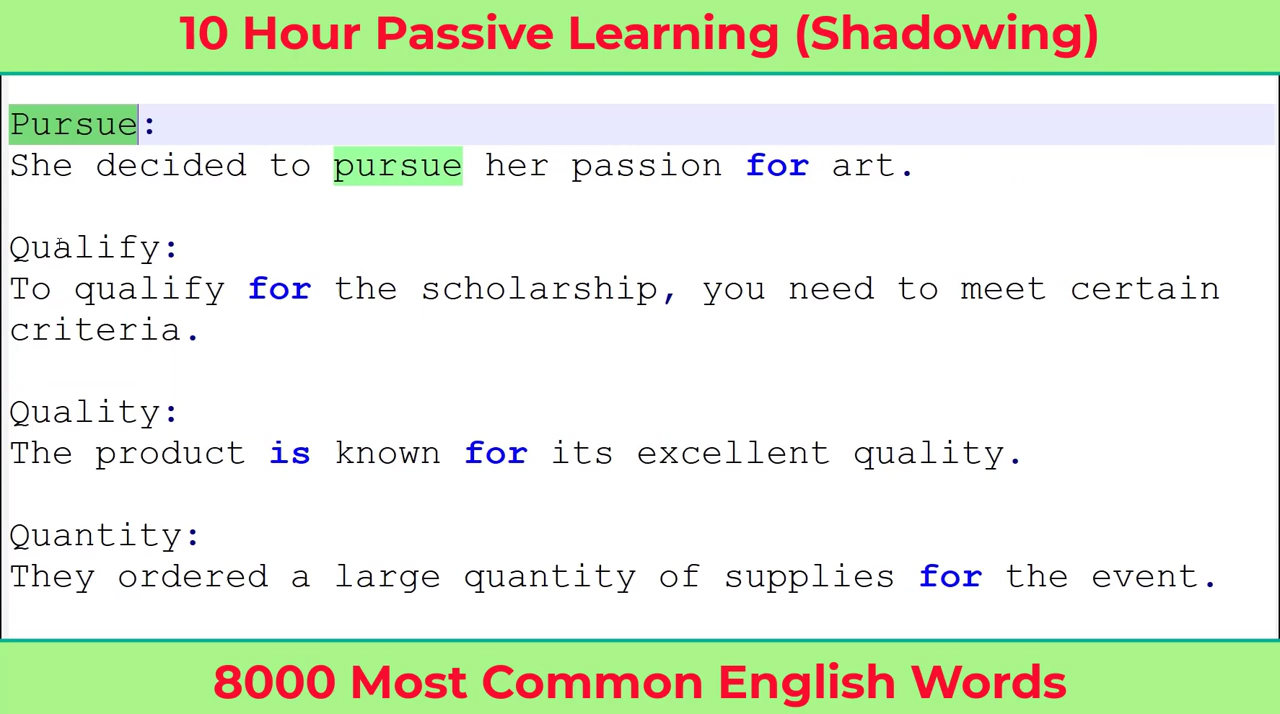 10 Hour Passive Learning (Shadowing)
Pursue:
She decided to pursue her passion for art.
Qualify:
To qualify for the scholarship, you need to meet certain
criteria.
Quality:
The product is known for its excellent quality.
Quantity:
They ordered a large quantity of supplies for the event.
8000 Most Common English Words